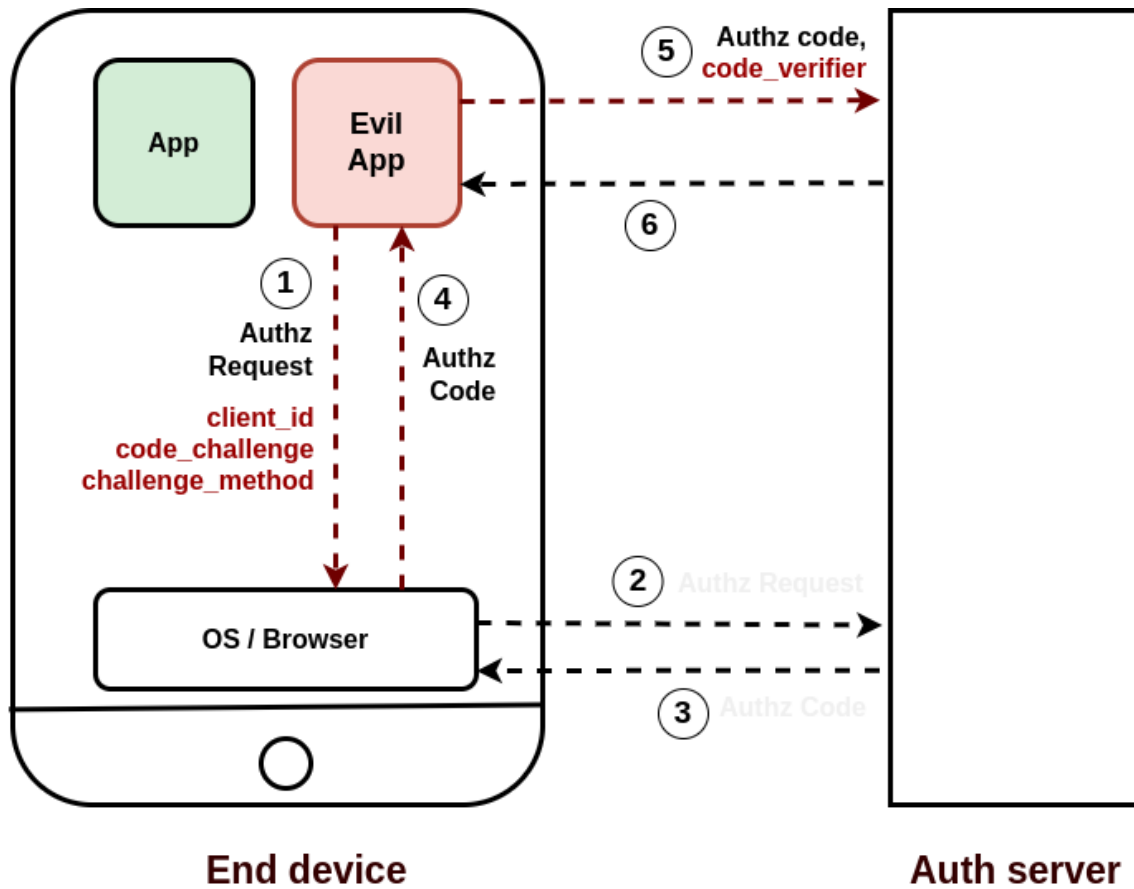 5
Authz code,
code_verifier
App
Evil
App
6
1
4
Authz
Request
Authz
Code
client_id
code_challenge
challenge_method
2
Authz Request
OS / Browser
3
Authz Code
End device
Auth server